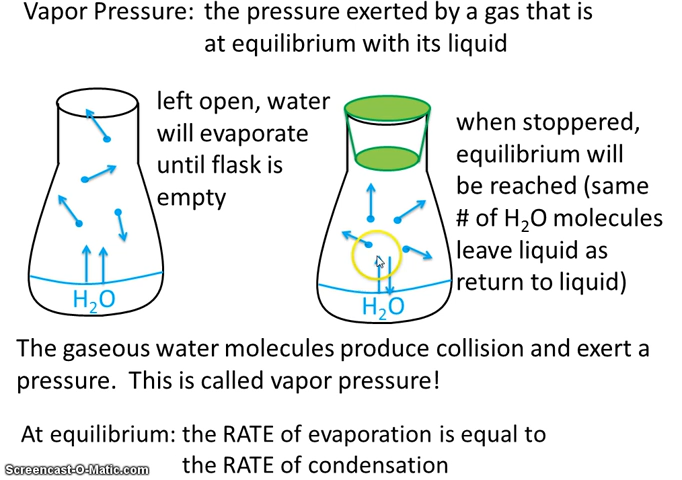 Vapor Pressure: the pressure exerted by a gas that is
at equilibrium with its liquid
left open, water
will evaporate
until flask is
empty
H₂O
when stoppered,
equilibrium will
be reached (same
# of H₂O molecules
leave liquid as
return to liquid)
H₂O
The gaseous water molecules produce collision and exert a
pressure. This is called vapor pressure!
At equilibrium: the RATE of evaporation is equal to
the RATE of condensation
Screencast-O-Matic.com